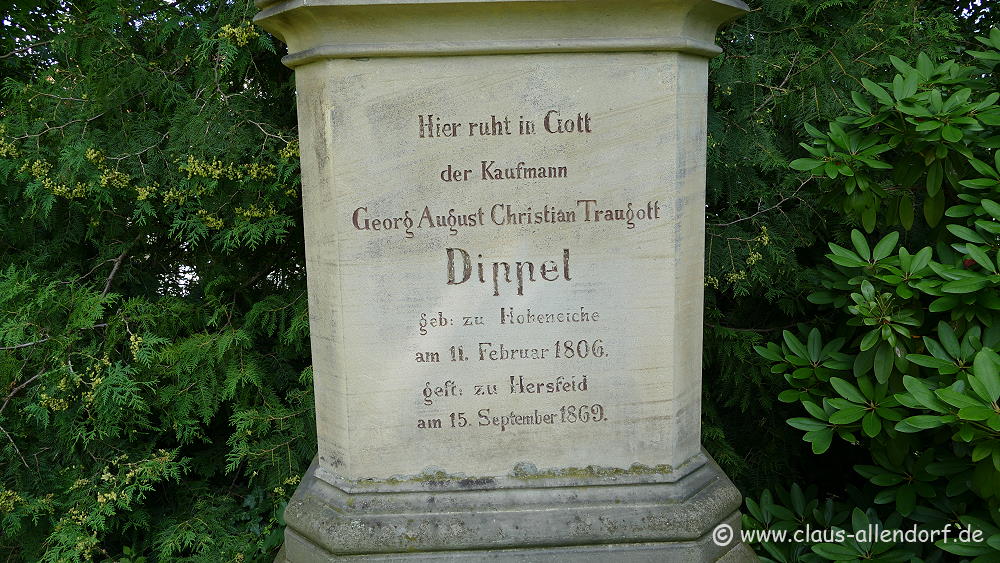 Hier ruht in Gott
der Kaufmann
Georg August Christian Traugott
Dippel
geb: zu Hoheneiche
am 11. Februar 1806.
gest: zu Hersfeld
am 15. September 1869.
© www.claus-allendorf.de